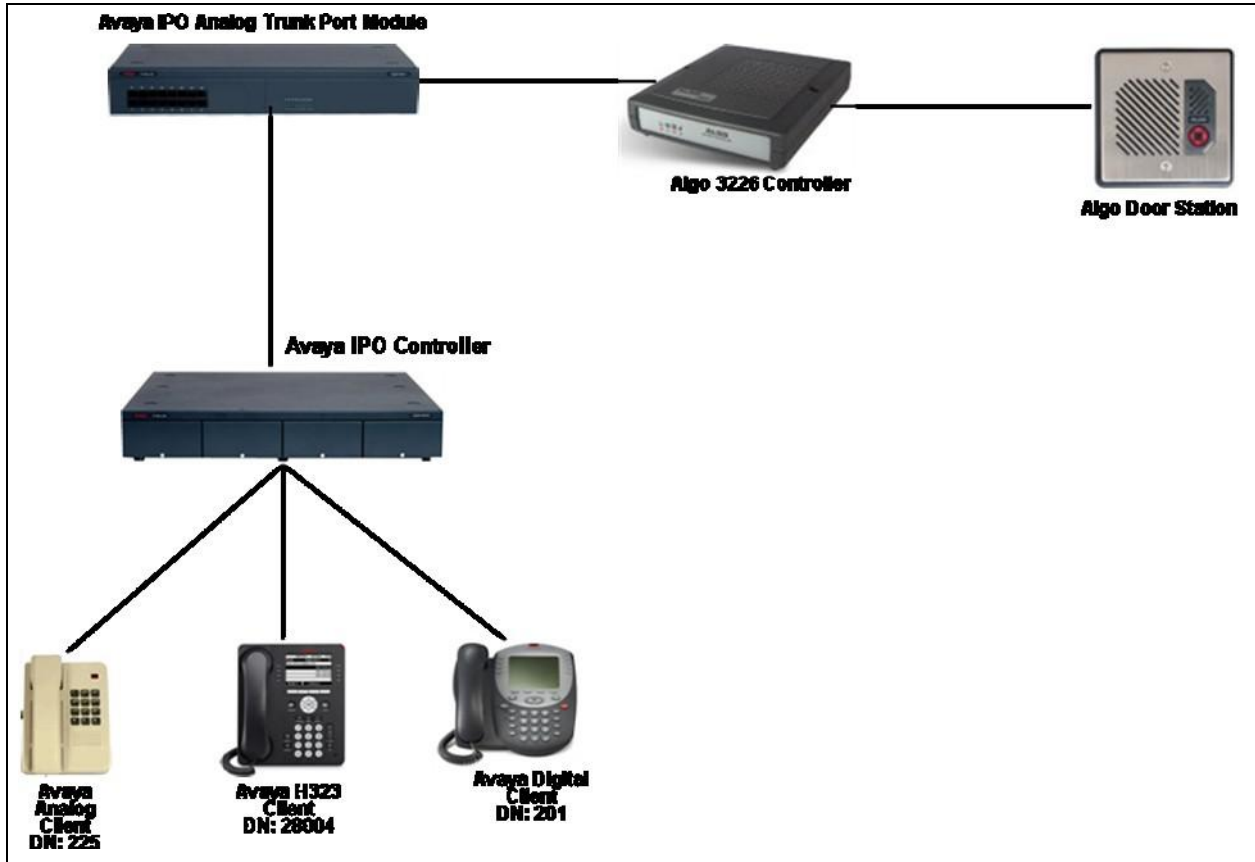 Avaya IPO Analog Trunk Port Module
Algo 3226 Controller
Algo Door Station
Avaya IPO Controller
Avaya
Analog
Client
DN: 225
Avaya H323
Client
DN: 28004
Avaya Digital
Client
DN: 201